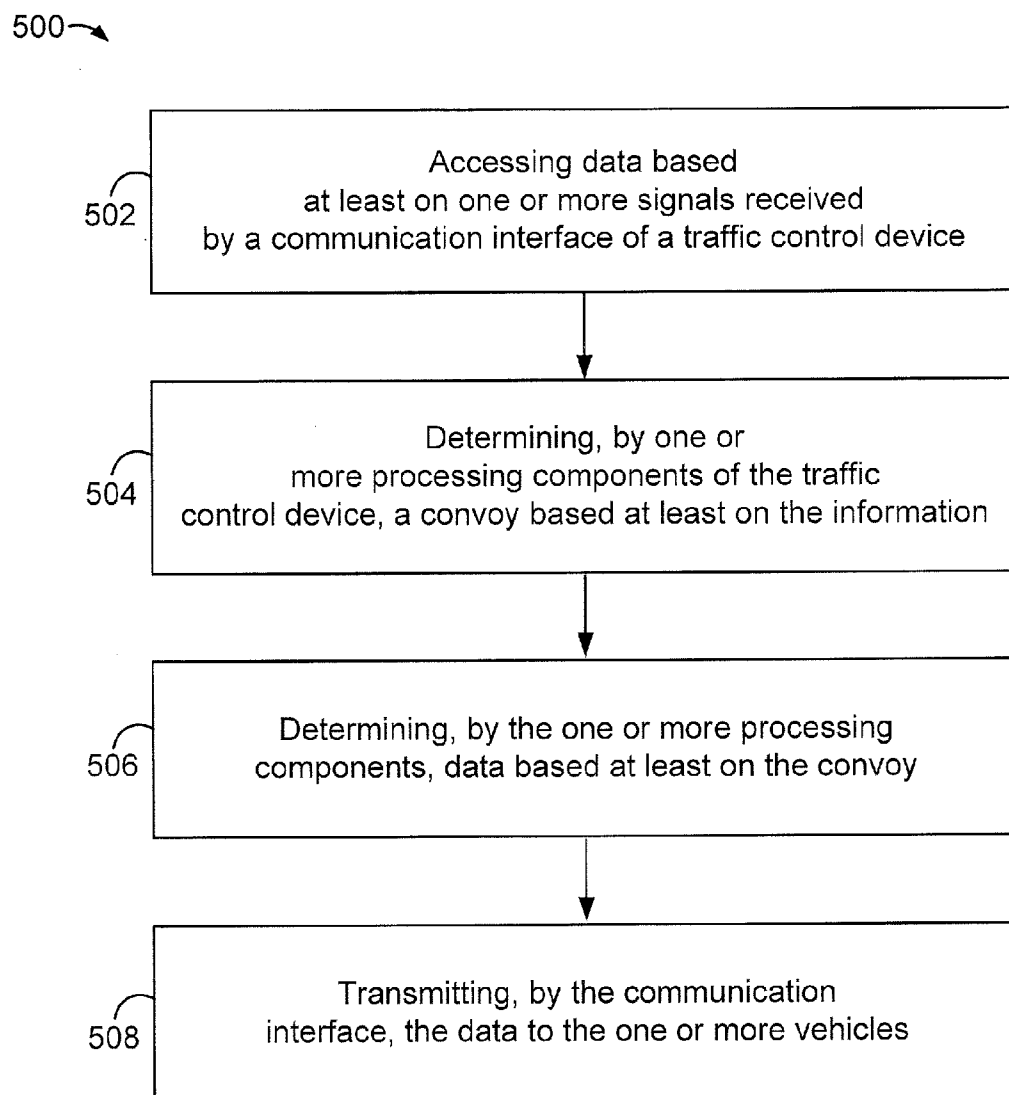 500
Accessing data based
at least on one or more signals received
by a communication interface of a traffic control device
502
Determining, by one or
more processing components of the traffic
control device, a convoy based at least on the information
504
Determining, by the one or more processing
components, data based at least on the convoy
506
Transmitting, by the communication
interface, the data to the one or more vehicles
508